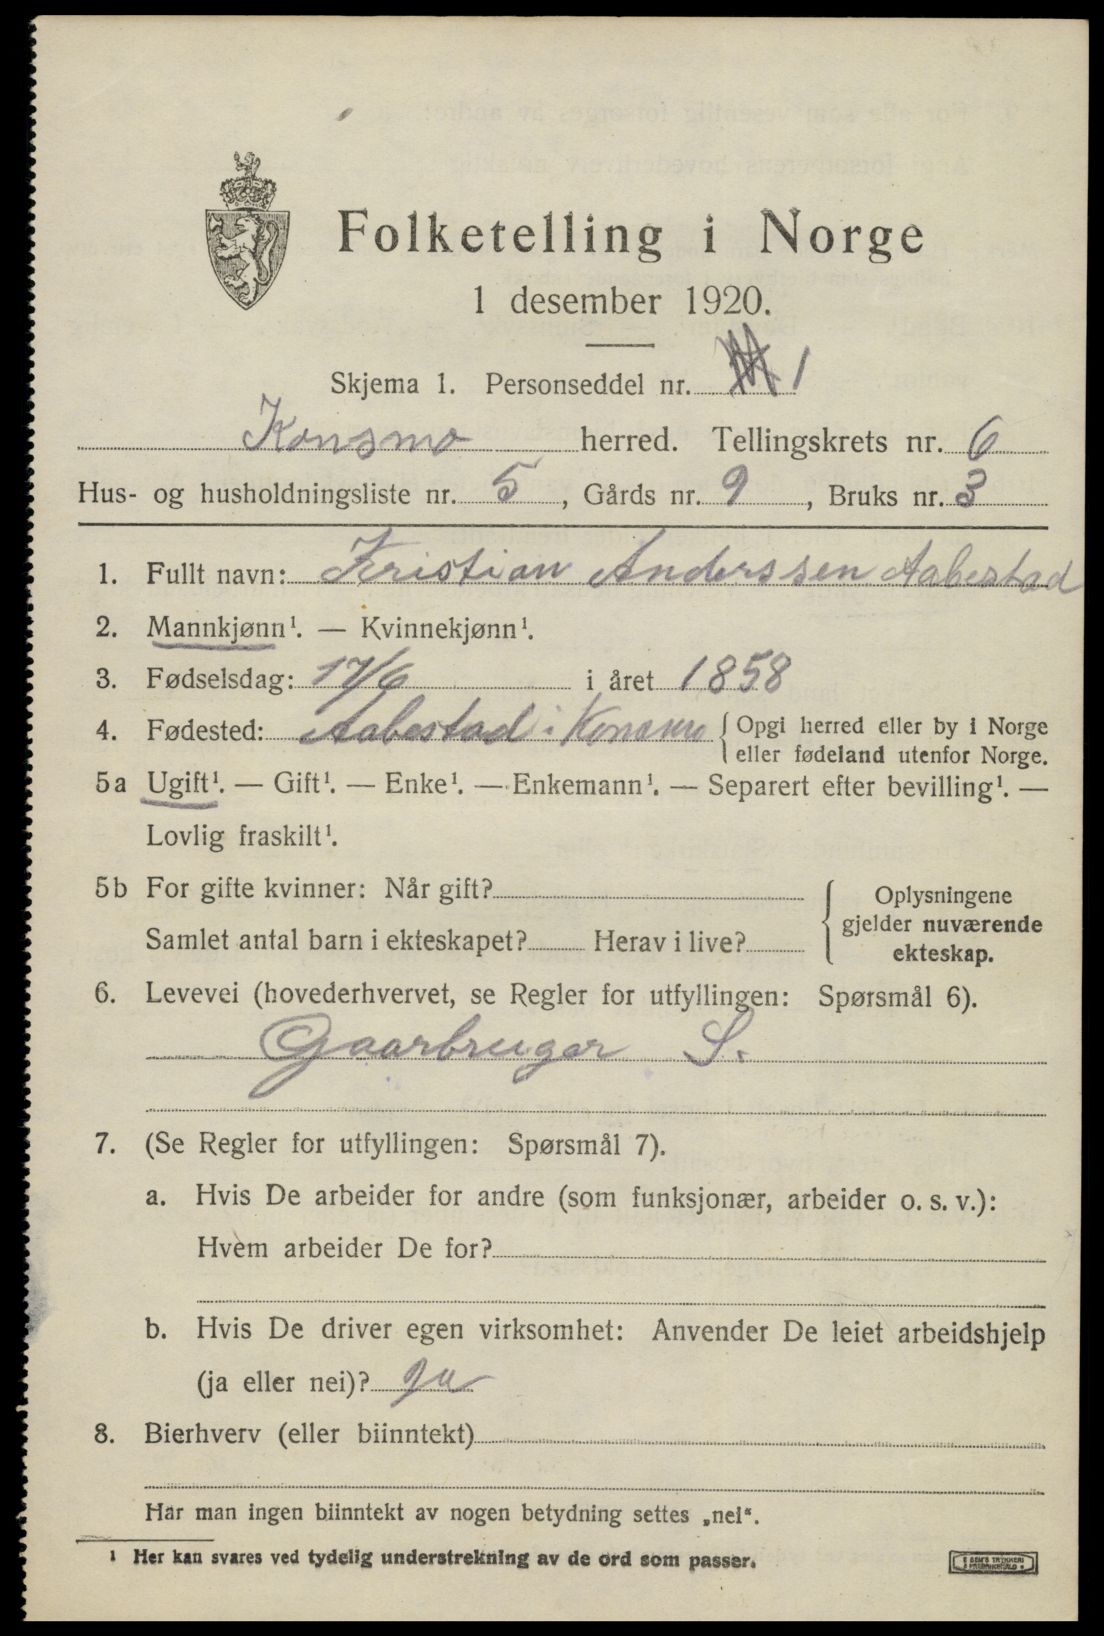 Folketelling i Norge
1 desember 1920.
Skjema 1. Personseddel nr. 1
Konsmo herred. Tellingskrets nr. 6
Hus- og husholdningsliste nr. 5, Gårds nr. 9, Bruks nr. 3
1. Fullt navn: Kristian Anderssen Aabestad
2. Mannkjønn¹. — Kvinnekjønn¹.
3. Fødselsdag: 17/6 i året 1858
4. Fødested: Aabestad i Konsmo { Opgi herred eller by i Norge
eller fødeland utenfor Norge.
5a Ugift¹. — Gift¹. — Enke¹. — Enkemann¹. — Separert efter bevilling¹. —
Lovlig fraskilt¹.
5b For gifte kvinner: Når gift?
Samlet antal barn i ekteskapet? Herav i live?
Oplysningene
gjelder nuværende
ekteskap.
6. Levevei (hovederhvervet, se Regler for utfyllingen: Spørsmål 6).
Gaarbrugar S.
7. (Se Regler for utfyllingen: Spørsmål 7).
a. Hvis De arbeider for andre (som funksjonær, arbeider o. s. v.):
Hvem arbeider De for?
b. Hvis De driver egen virksomhet: Anvender De leiet arbeidshjelp
(ja eller nei)? ja
8. Bierhverv (eller biinntekt)
Har man ingen biinntekt av nogen betydning settes „nei“.
¹ Her kan svares ved tydelig understrekning av de ord som passer.